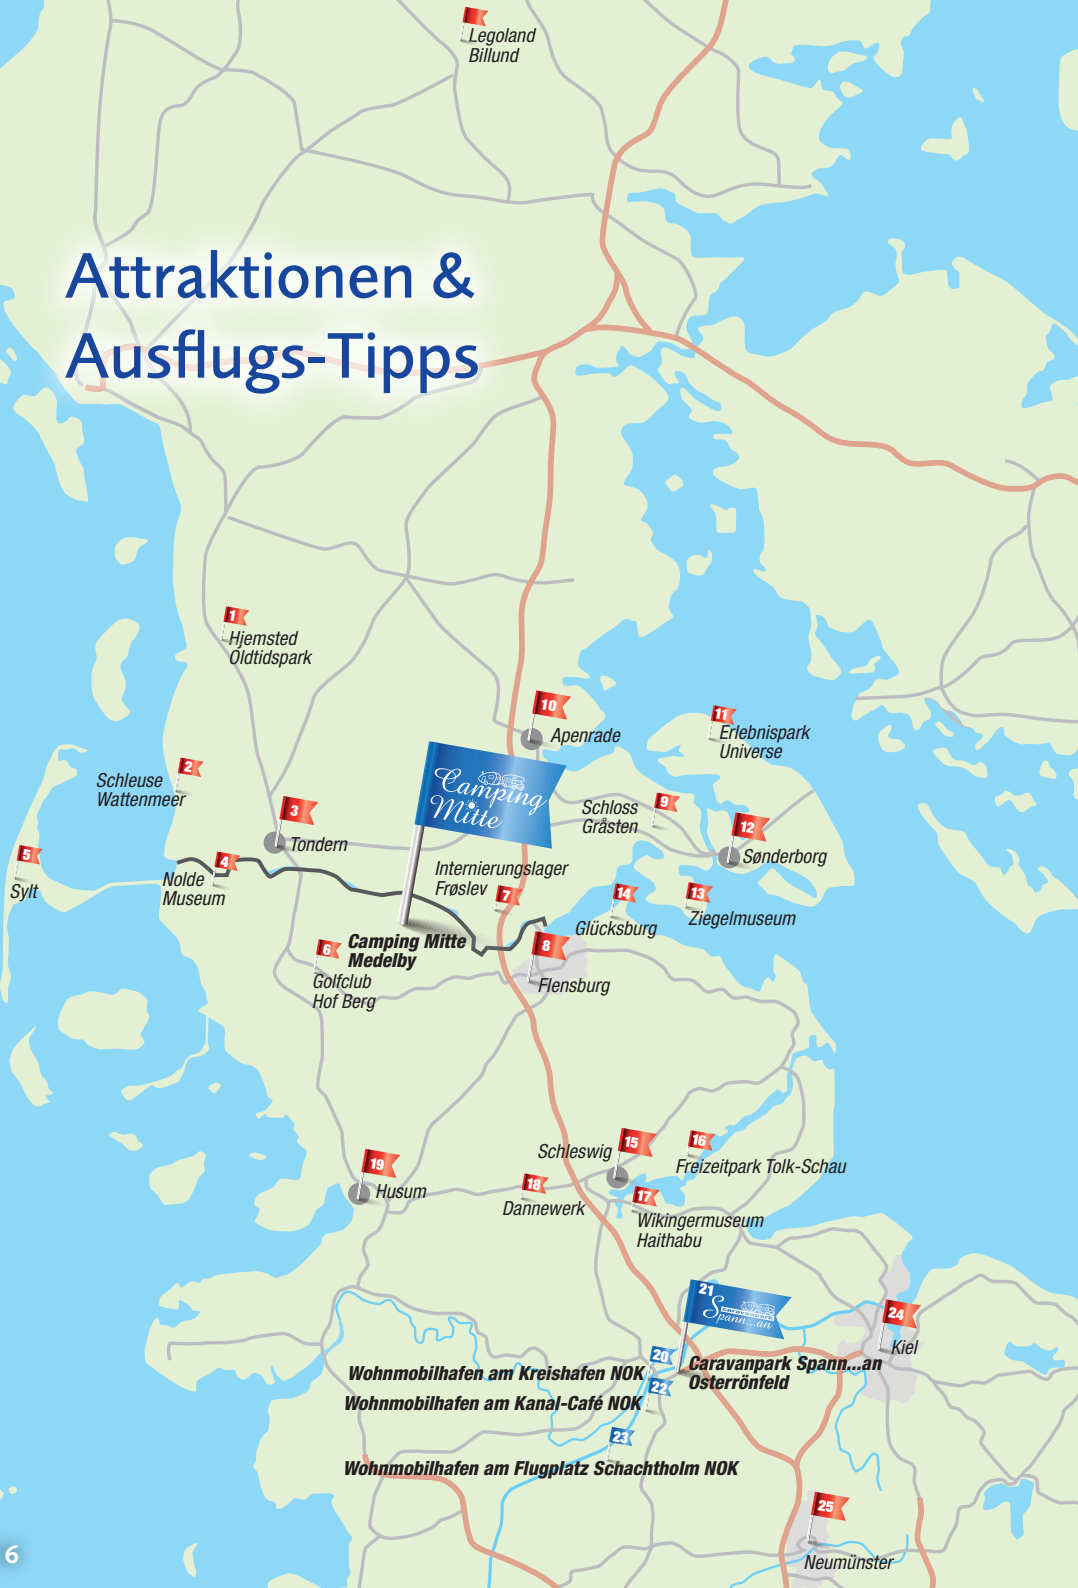 Legoland
Billund
Attraktionen &
Ausflugs-Tipps
1
Hjemsted
Oldtidspark
10
Apenrade
11
Erlebnispark
Universe
2
Schleuse
Wattenmeer
Camping
Mitte
3
Tondern
9
Schloss
Gråsten
12
Sønderborg
5
Sylt
4
Nolde
Museum
Internierungslager
Frøslev
7
14
Glücksburg
13
Ziegelmuseum
Camping Mitte
Medelby
6
Golfclub
Hof Berg
8
Flensburg
15
Schleswig
16
Freizeitpark Tolk-Schau
19
Husum
18
Dannewerk
17
Wikingermuseum
Haithabu
21
caravanpark
Spann...an
24
Kiel
20
Wohnmobilhafen am Kreishafen NOK
Caravanpark Spann...an
Osterrönfeld
22
Wohnmobilhafen am Kanal-Café NOK
23
Wohnmobilhafen am Flugplatz Schachtholm NOK
25
Neumünster
6